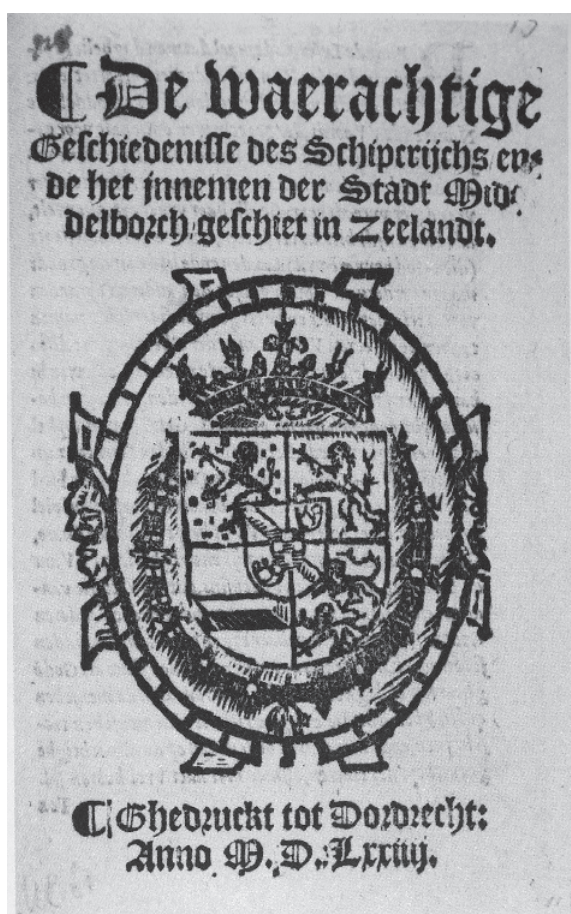 De waerachtige
Geschiedenisse des Schipcrijchs en⸗
de het innemen der Stadt Mid⸗
delborch, geschiet in Zeelandt.
Ghedruckt tot Dordrecht:
Anno M. D. Lxxiiij.